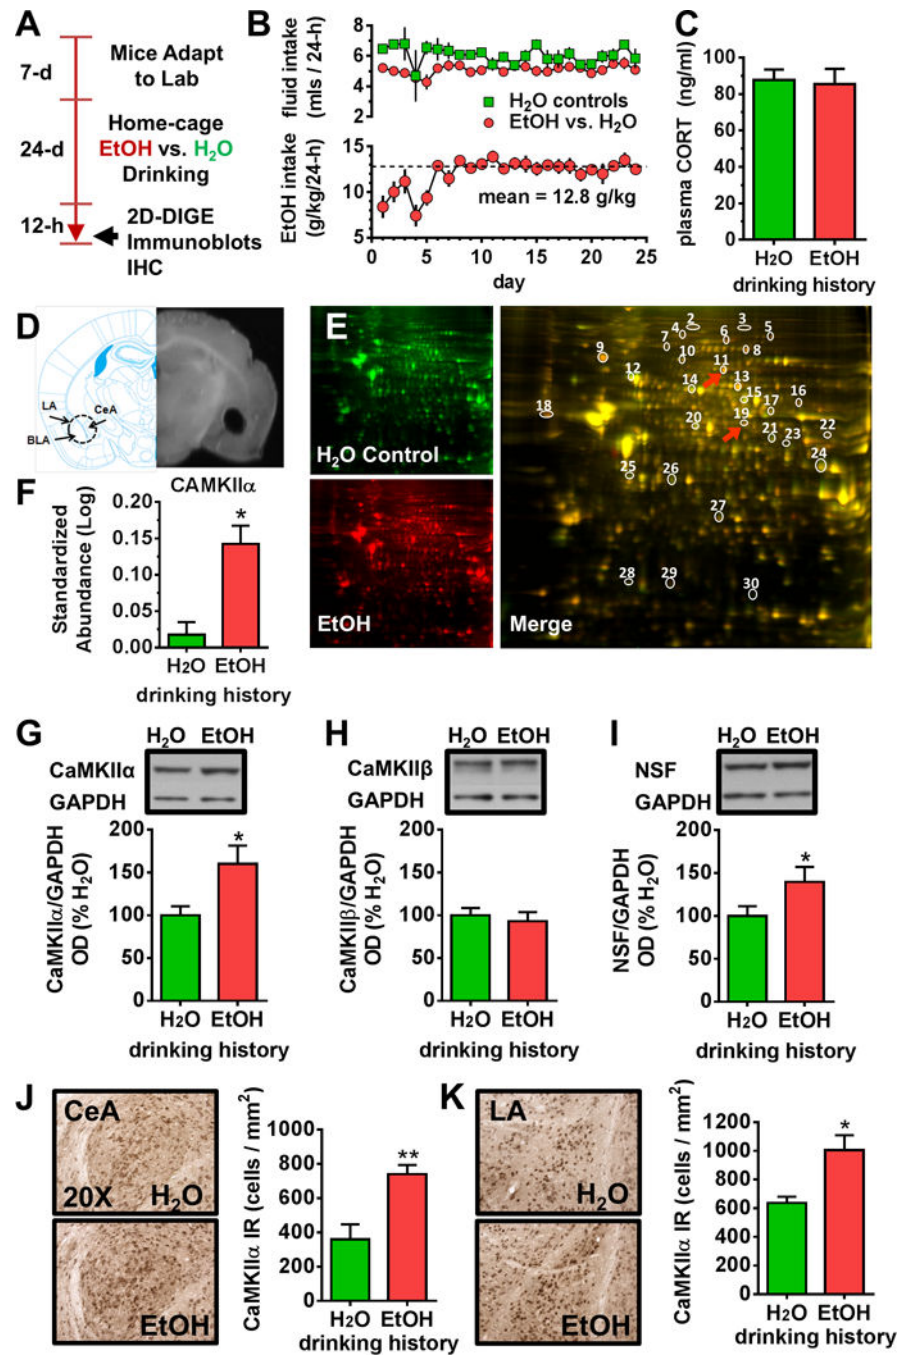 A
7-d
Mice Adapt
to Lab
24-d
Home-cage
EtOH vs. H2O
Drinking
12-h
2D-DIGE
Immunoblots
IHC
B
fluid intake
(mls / 24-h)
8
6
4
2
H2O controls
EtOH vs. H2O
EtOH intake
(g/kg/24-h)
15
10
5
mean = 12.8 g/kg
0 5 10 15 20 25
day
C
plasma CORT (ng/ml)
100
80
60
40
20
0
H2O EtOH
drinking history
D
LA
CeA
BLA
E
H2O Control
EtOH
Merge
2
3
4
5
6
7
8
9
10
11
12
13
14
15
16
17
18
19
20
21
22
23
24
25
26
27
28
29
30
F
CAMKIIα
Standardized
Abundance (Log)
0.20
0.15
0.10
0.05
0.00
*
H2O EtOH
drinking history
G
H2O EtOH
CaMKIIα
GAPDH
CaMKIIα/GAPDH
OD (% H2O)
200
150
100
50
0
*
H2O EtOH
drinking history
H
H2O EtOH
CaMKIIβ
GAPDH
CaMKIIβ/GAPDH
OD (% H2O)
200
150
100
50
0
H2O EtOH
drinking history
I
H2O EtOH
NSF
GAPDH
NSF/GAPDH
OD (% H2O)
200
150
100
50
0
*
H2O EtOH
drinking history
J
CeA
20X H2O
EtOH
CaMKIIα IR (cells / mm2)
1000
800
600
400
200
0
**
H2O EtOH
drinking history
K
LA
H2O
EtOH
CaMKIIα IR (cells / mm2)
1200
1000
800
600
400
200
0
*
H2O EtOH
drinking history